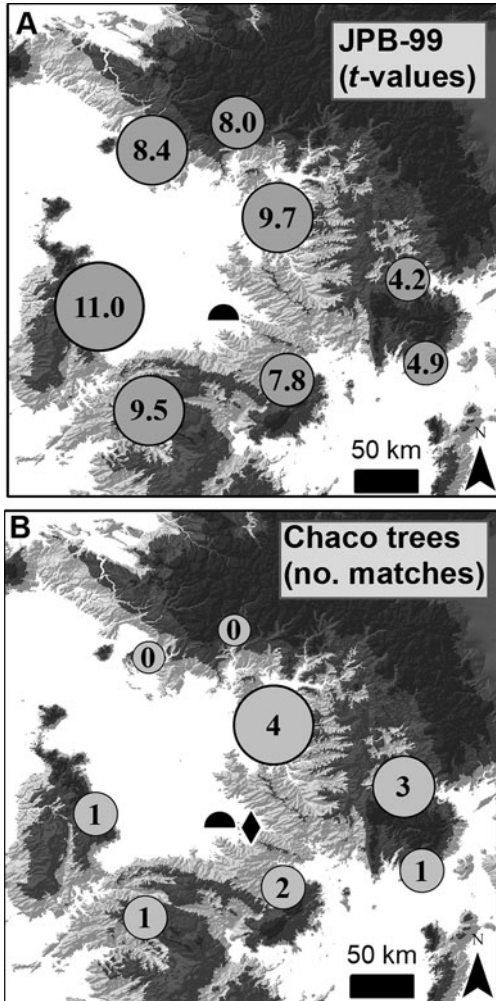 A
JPB-99
(t-values)
8.0
8.4
9.7
4.2
11.0
4.9
7.8
9.5
50 km
N
B
Chaco trees
(no. matches)
0
0
4
3
1
1
2
1
50 km
N